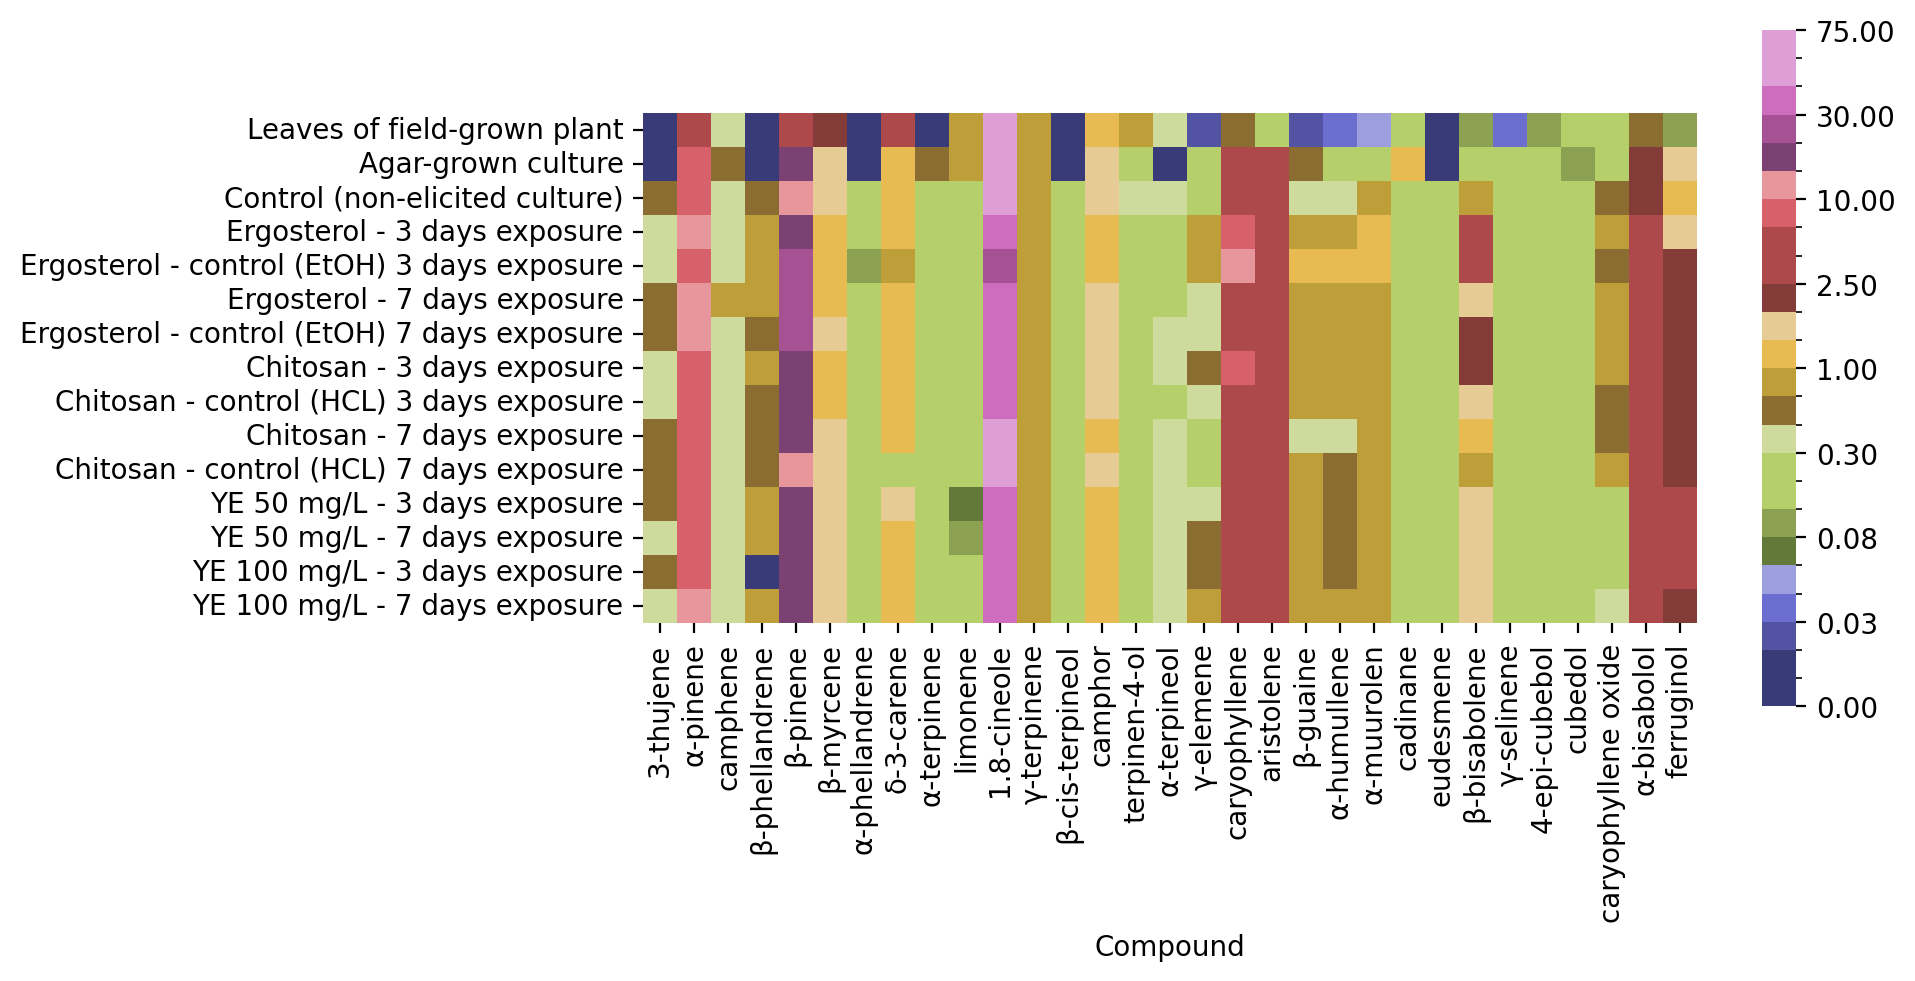 Leaves of field-grown plant
Agar-grown culture
Control (non-elicited culture)
Ergosterol - 3 days exposure
Ergosterol - control (EtOH) 3 days exposure
Ergosterol - 7 days exposure
Ergosterol - control (EtOH) 7 days exposure
Chitosan - 3 days exposure
Chitosan - control (HCL) 3 days exposure
Chitosan - 7 days exposure
Chitosan - control (HCL) 7 days exposure
YE 50 mg/L - 3 days exposure
YE 50 mg/L - 7 days exposure
YE 100 mg/L - 3 days exposure
YE 100 mg/L - 7 days exposure
3-thujene
α-pinene
camphene
β-phellandrene
β-pinene
β-myrcene
α-phellandrene
δ-3-carene
α-terpinene
limonene
1.8-cineole
γ-terpinene
β-cis-terpineol
camphor
terpinen-4-ol
α-terpineol
γ-elemene
caryophyllene
aristolene
β-guaine
α-humullene
α-muurolen
cadinane
eudesmene
β-bisabolene
γ-selinene
4-epi-cubebol
cubedol
caryophyllene oxide
α-bisabolol
ferruginol
Compound
75.00
30.00
10.00
2.50
1.00
0.30
0.08
0.03
0.00